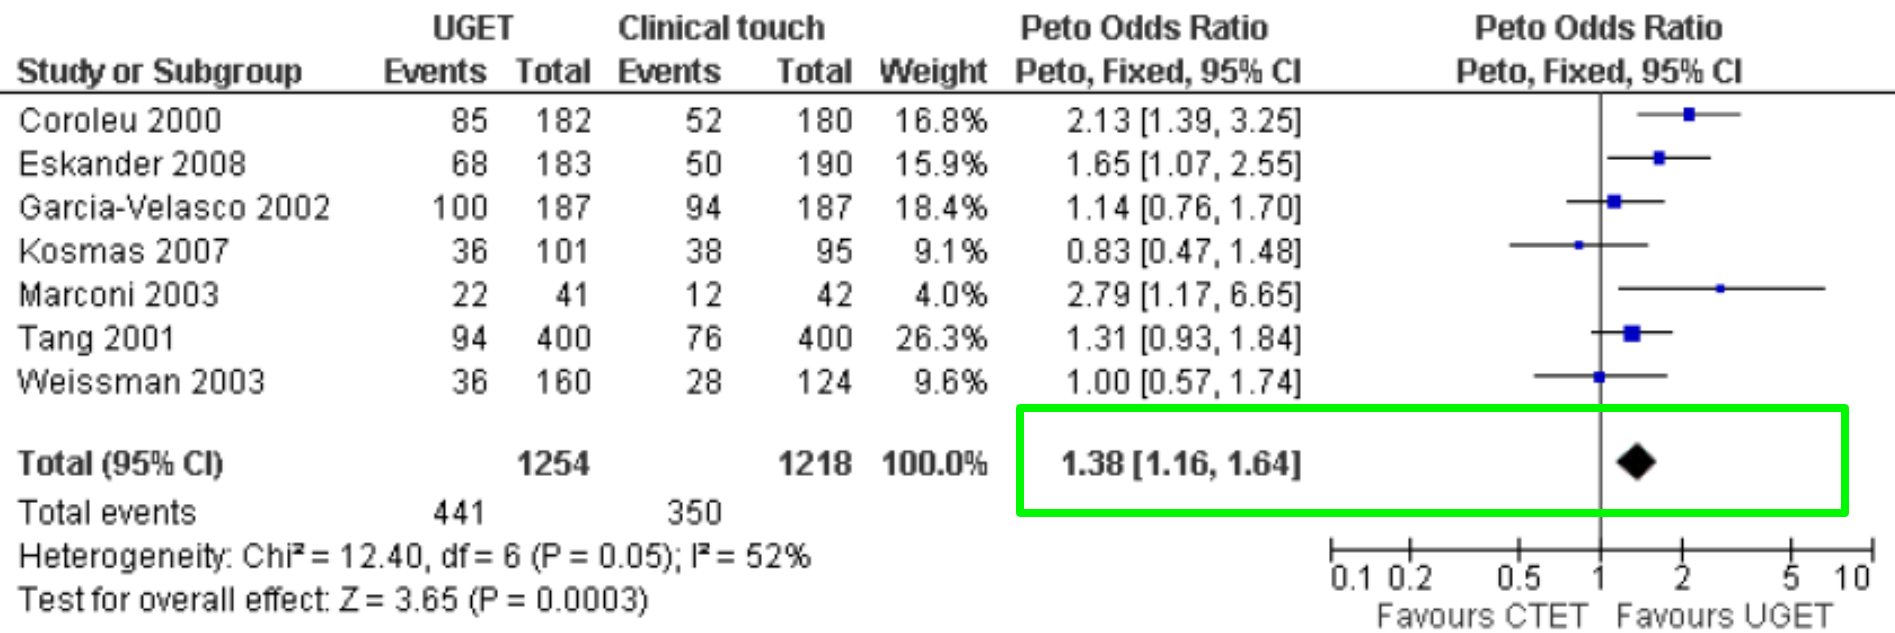 UGET Clinical touch Peto Odds Ratio Peto Odds Ratio
Study or Subgroup Events Total Events Total Weight Peto, Fixed, 95% CI Peto, Fixed, 95% CI
Coroleu 2000 85 182 52 180 16.8% 2.13 [1.39, 3.25]
Eskander 2008 68 183 50 190 15.9% 1.65 [1.07, 2.55]
Garcia-Velasco 2002 100 187 94 187 18.4% 1.14 [0.76, 1.70]
Kosmas 2007 36 101 38 95 9.1% 0.83 [0.47, 1.48]
Marconi 2003 22 41 12 42 4.0% 2.79 [1.17, 6.65]
Tang 2001 94 400 76 400 26.3% 1.31 [0.93, 1.84]
Weissman 2003 36 160 28 124 9.6% 1.00 [0.57, 1.74]
Total (95% CI) 1254 1218 100.0% 1.38 [1.16, 1.64]
Total events 441 350
Heterogeneity: Chi² = 12.40, df = 6 (P = 0.05); I² = 52%
Test for overall effect: Z = 3.65 (P = 0.0003)
0.1 0.2 0.5 1 2 5 10
Favours CTET Favours UGET